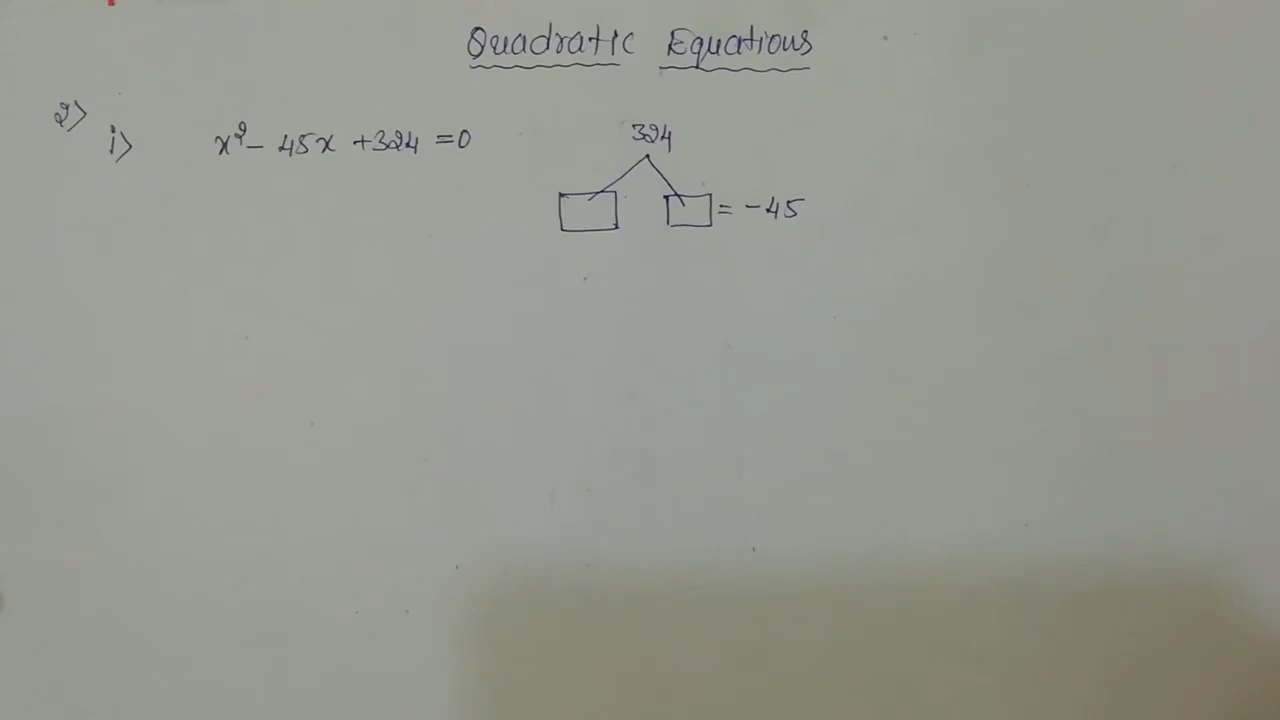 Quadratic Equations
2>
i> x² - 45x + 324 = 0
324
= -45